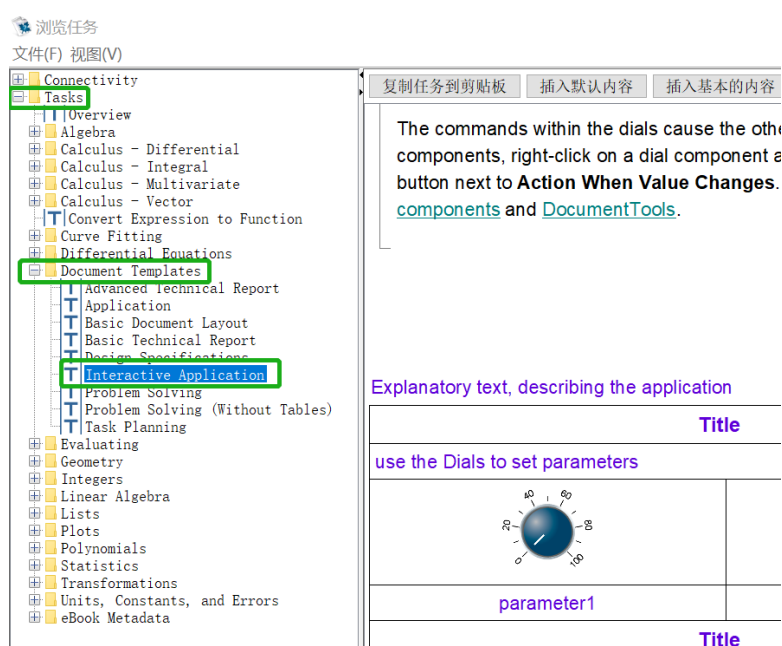 浏览任务
文件(F) 视图(V)
Connectivity
Tasks
Overview
Algebra
Calculus - Differential
Calculus - Integral
Calculus - Multivariate
Calculus - Vector
Convert Expression to Function
Curve Fitting
Differential Equations
Document Templates
Advanced Technical Report
Application
Basic Document Layout
Basic Technical Report
Design Specifications
Interactive Application
Problem Solving
Problem Solving (Without Tables)
Task Planning
Evaluating
Geometry
Integers
Linear Algebra
Lists
Plots
Polynomials
Statistics
Transformations
Units, Constants, and Errors
eBook Metadata
复制任务到剪贴板 插入默认内容 插入基本的内容
The commands within the dials cause the othe
components, right-click on a dial component a
button next to Action When Value Changes.
components and DocumentTools.
Explanatory text, describing the application
Title
use the Dials to set parameters
0 20 40 60 80 100
parameter1
Title